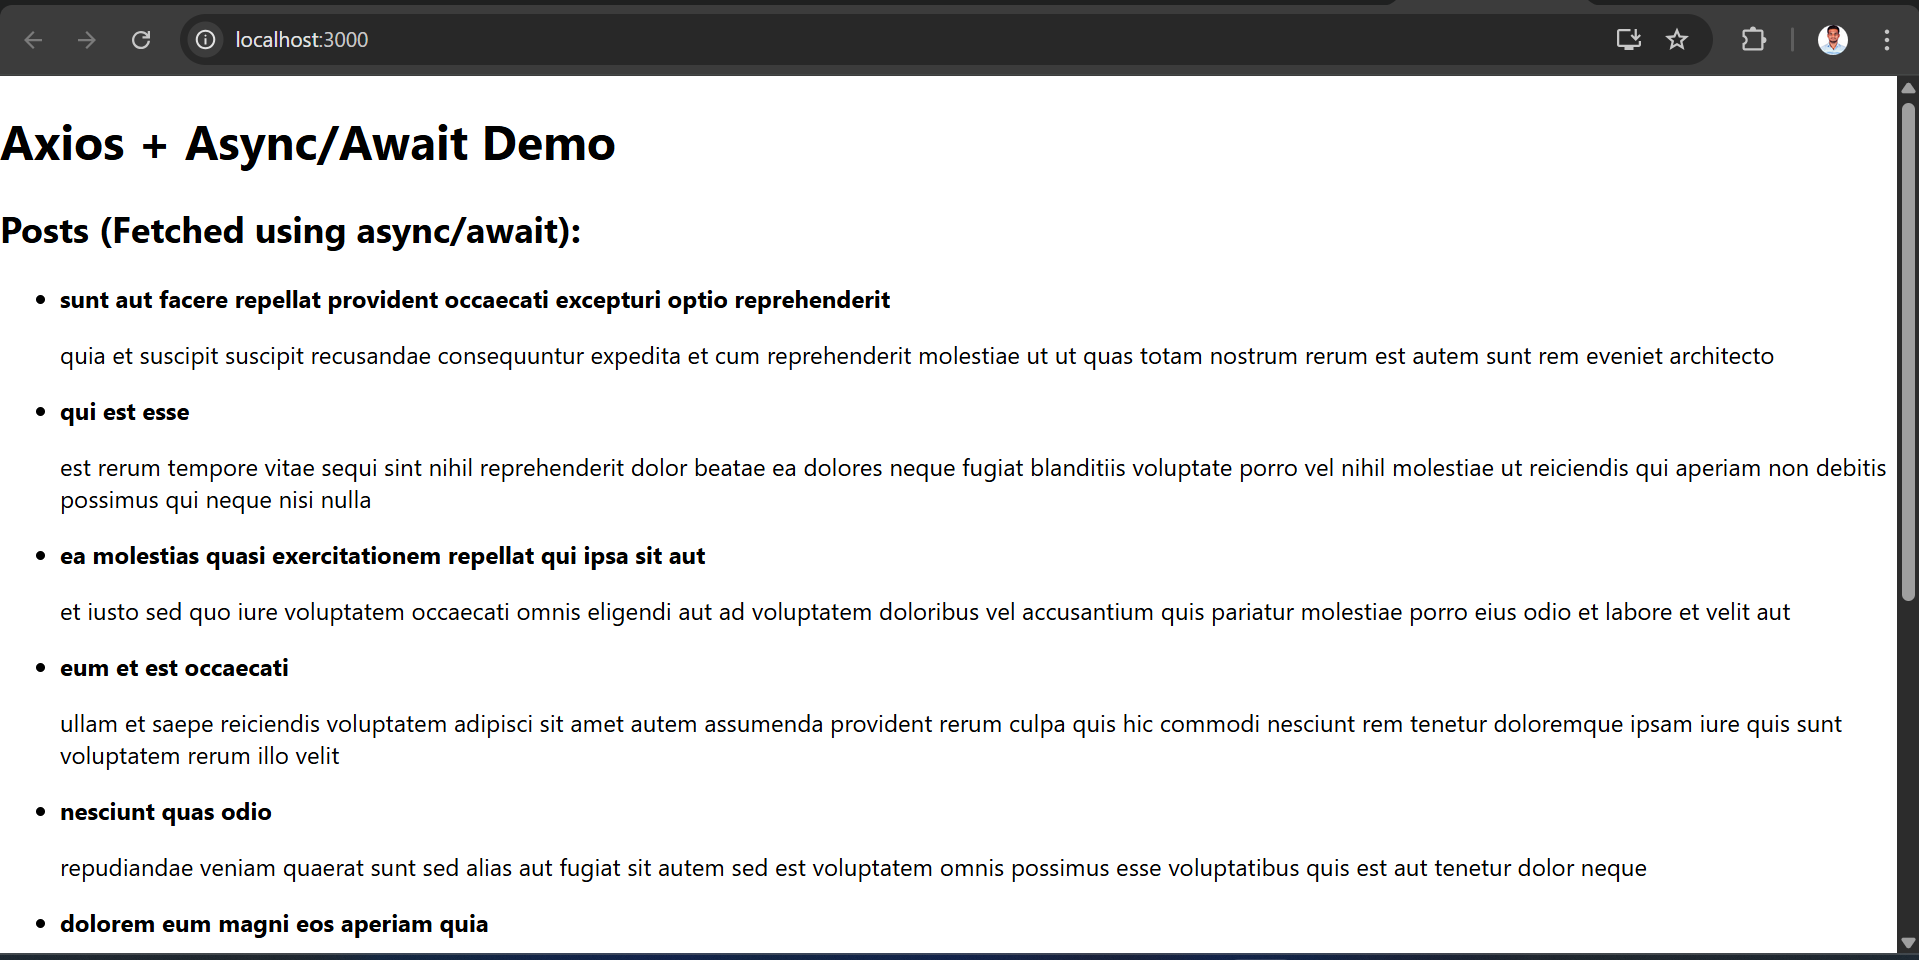 localhost:3000
Axios + Async/Await Demo
Posts (Fetched using async/await):
sunt aut facere repellat provident occaecati excepturi optio reprehenderit
quia et suscipit suscipit recusandae consequuntur expedita et cum reprehenderit molestiae ut ut quas totam nostrum rerum est autem sunt rem eveniet architecto
qui est esse
est rerum tempore vitae sequi sint nihil reprehenderit dolor beatae ea dolores neque fugiat blanditiis voluptate porro vel nihil molestiae ut reiciendis qui aperiam non debitis
possimus qui neque nisi nulla
ea molestias quasi exercitationem repellat qui ipsa sit aut
et iusto sed quo iure voluptatem occaecati omnis eligendi aut ad voluptatem doloribus vel accusantium quis pariatur molestiae porro eius odio et labore et velit aut
eum et est occaecati
ullam et saepe reiciendis voluptatem adipisci sit amet autem assumenda provident rerum culpa quis hic commodi nesciunt rem tenetur doloremque ipsam iure quis sunt
voluptatem rerum illo velit
nesciunt quas odio
repudiandae veniam quaerat sunt sed alias aut fugiat sit autem sed est voluptatem omnis possimus esse voluptatibus quis est aut tenetur dolor neque
dolorem eum magni eos aperiam quia